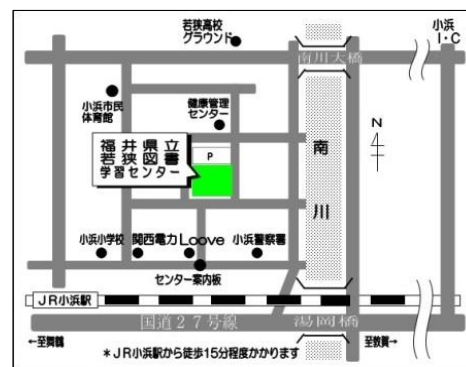 若狭高校
グラウンド
小浜
I・C
南川大橋
小浜市民
体育館
健康管理
センター
福井県立
若狭図書
学習センター
P
N
南
川
小浜小学校
関西電力
Loove
小浜警察署
センター案内板
JR小浜駅
国道27号線
湯岡橋
←至舞鶴
至敦賀→
*JR小浜駅から徒歩15分程度かかります